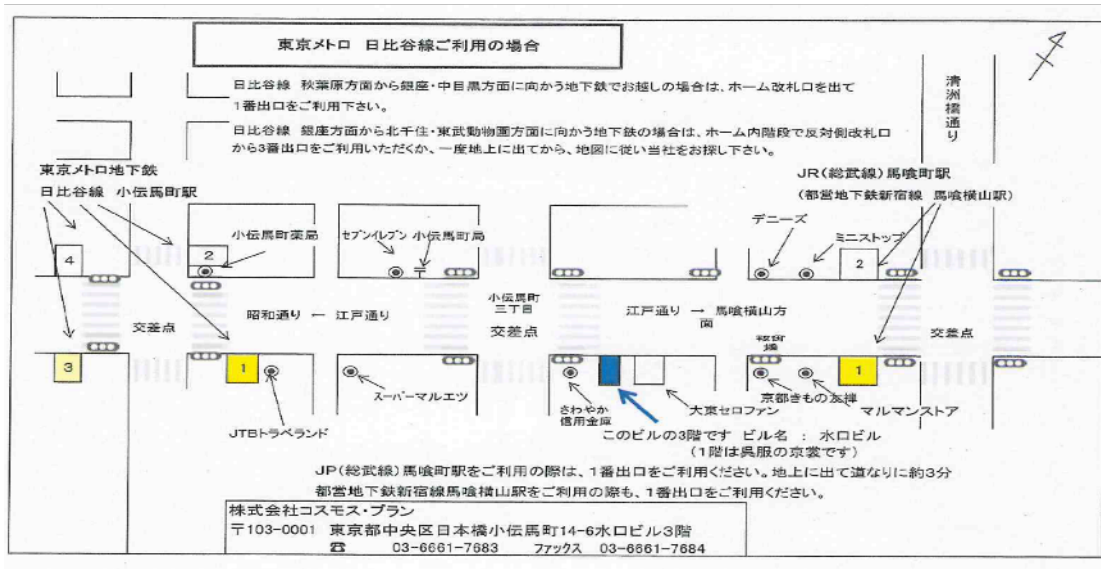 東京メトロ 日比谷線ご利用の場合
日比谷線 秋葉原方面から銀座・中目黒方面に向かう地下鉄でお越しの場合は、ホーム改札口を出て
1番出口をご利用下さい。
日比谷線 銀座方面から北千住・東武動物園方面に向かう地下鉄の場合は、ホーム内階段で反対側改札口
から3番出口をご利用いただくか、一度地上に出てから、地図に従い当社をお探し下さい。
清洲橋通り
東京メトロ地下鉄
日比谷線 小伝馬町駅
JR(総武線)馬喰町駅
(都営地下鉄新宿線 馬喰横山駅)
4
2
小伝馬町薬局
セブンイレブン
小伝馬町局
〒
デニーズ
ミニストップ
2
交差点
昭和通り ← 江戸通り
小伝馬町
三丁目
交差点
江戸通り → 馬喰横山方
面
交差点
3
1
JTBトラベランド
スーパーマルエツ
さわやか
信用金庫
大東セロファン
京都きもの友禅
マルマンストア
1
このビルの3階です ビル名 : 水口ビル
(1階は呉服の京裳です)
JP(総武線)馬喰町駅をご利用の際は、1番出口をご利用ください。地上に出て道なりに約3分
都営地下鉄新宿線馬喰横山駅をご利用の際も、1番出口をご利用ください。
株式会社コスモス・プラン
〒103-0001 東京都中央区日本橋小伝馬町14-6水口ビル3階
☎ 03-6661-7683 ファックス 03-6661-7684